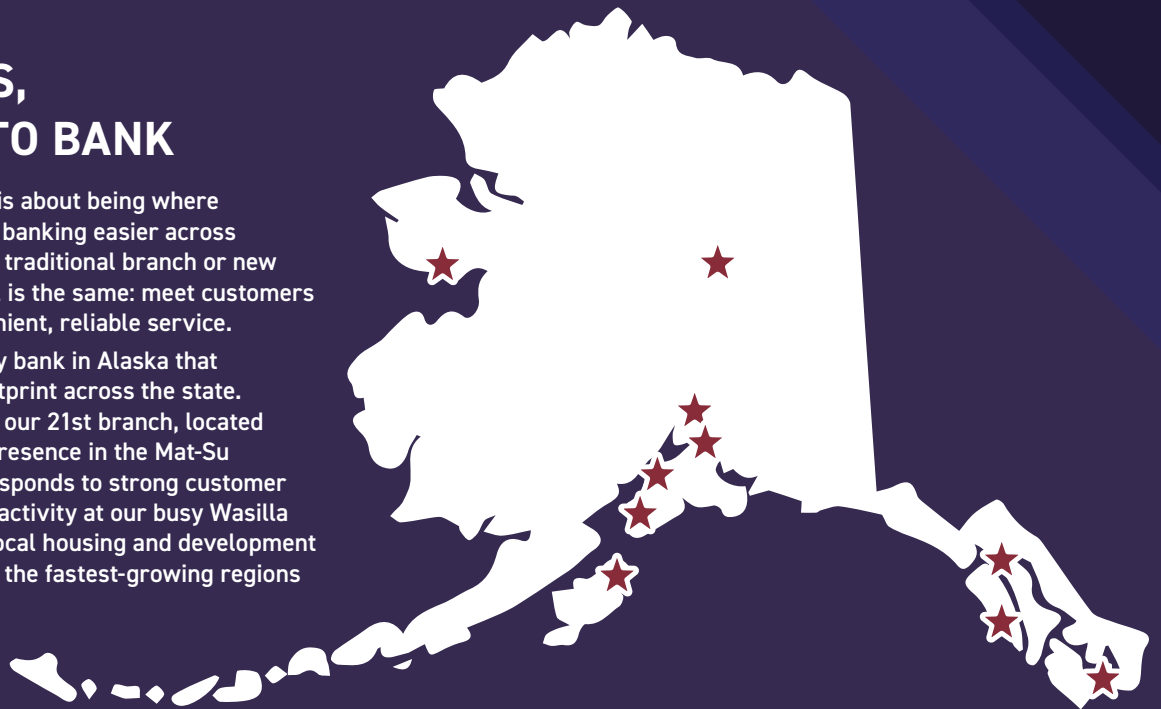 S,
TO BANK
is about being where
banking easier across
traditional branch or new
is the same: meet customers
nient, reliable service.
y bank in Alaska that
tprint across the state.
our 21st branch, located
resence in the Mat-Su
sponds to strong customer
activity at our busy Wasilla
ocal housing and development
the fastest-growing regions